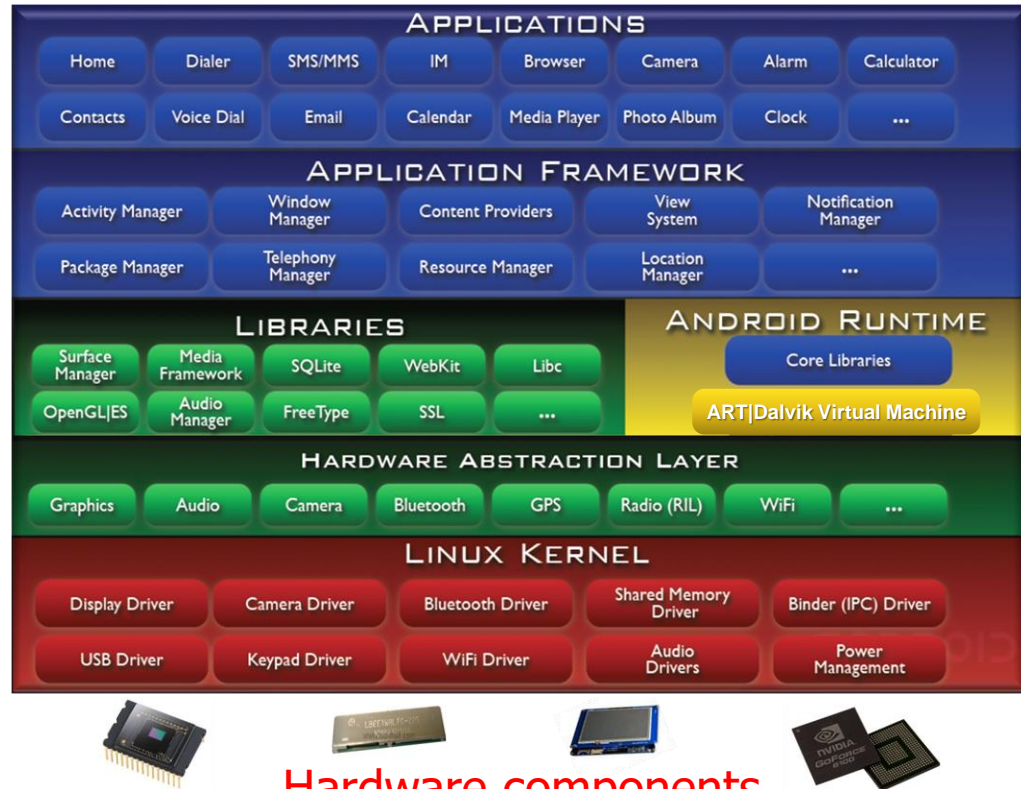 APPLICATIONS
Home Dialer SMS/MMS IM Browser Camera Alarm Calculator
Contacts Voice Dial Email Calendar Media Player Photo Album Clock ...
APPLICATION FRAMEWORK
Activity Manager Window Manager Content Providers View System Notification Manager
Package Manager Telephony Manager Resource Manager Location Manager ...
LIBRARIES
Surface Manager Media Framework SQLite WebKit Libc
OpenGL|ES Audio Manager FreeType SSL ...
ANDROID RUNTIME
Core Libraries
ART|Dalvik Virtual Machine
HARDWARE ABSTRACTION LAYER
Graphics Audio Camera Bluetooth GPS Radio (RIL) WiFi ...
LINUX KERNEL
Display Driver Camera Driver Bluetooth Driver Shared Memory Driver Binder (IPC) Driver
USB Driver Keypad Driver WiFi Driver Audio Drivers Power Management
NVIDIA
GOFORCE
Hardware components